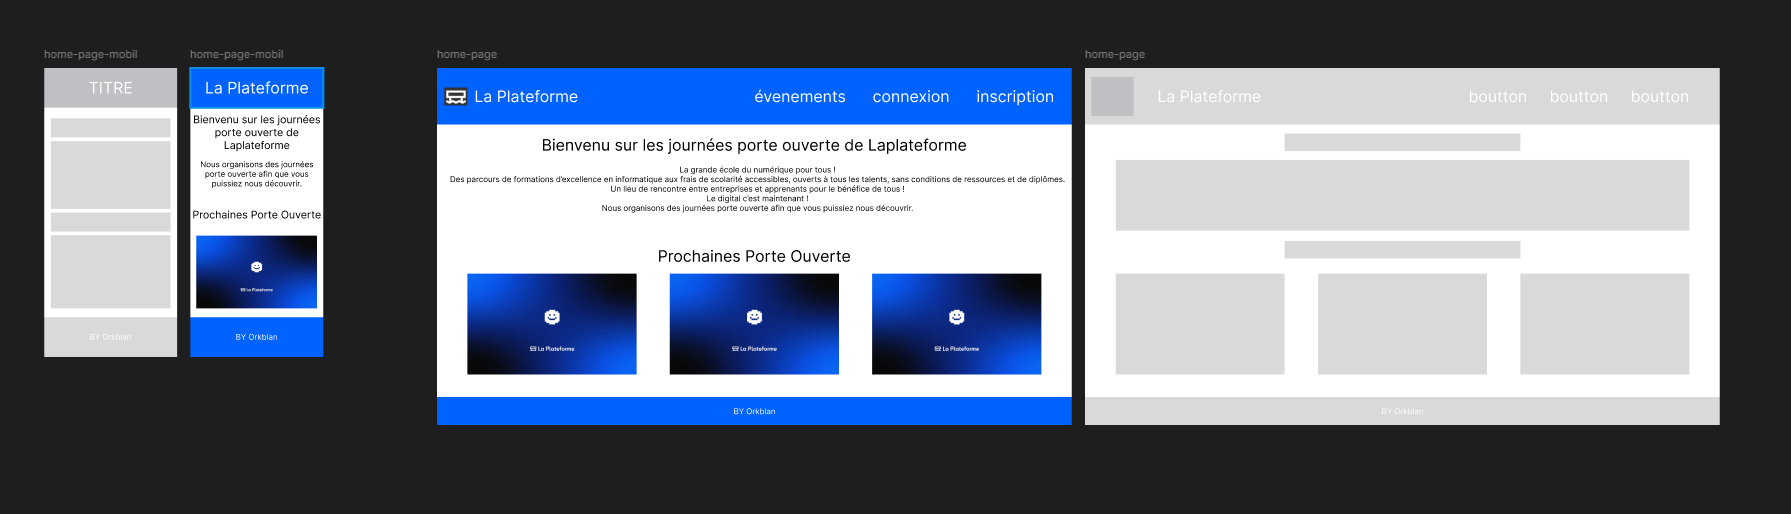 home-page-mobil
TITRE
BY Orkblan
home-page-mobil
La Plateforme
Bienvenu sur les journées
porte ouverte de
Laplateforme
Nous organisons des journées
porte ouverte afin que vous
puissiez nous découvrir.
Prochaines Porte Ouverte
La Plateforme
BY Orkblan
home-page
La Plateforme
évenements
connexion
inscription
Bienvenu sur les journées porte ouverte de Laplateforme
La grande école du numérique pour tous !
Des parcours de formations d'excellence en informatique aux frais de scolarité accessibles, ouverts à tous les talents, sans conditions de ressources et de diplômes.
Un lieu de rencontre entre entreprises et apprenants pour le bénéfice de tous !
Le digital c'est maintenant !
Nous organisons des journées porte ouverte afin que vous puissiez nous découvrir.
Prochaines Porte Ouverte
La Plateforme
La Plateforme
La Plateforme
BY Orkblan
home-page
La Plateforme
boutton
boutton
boutton
BY Orkblan